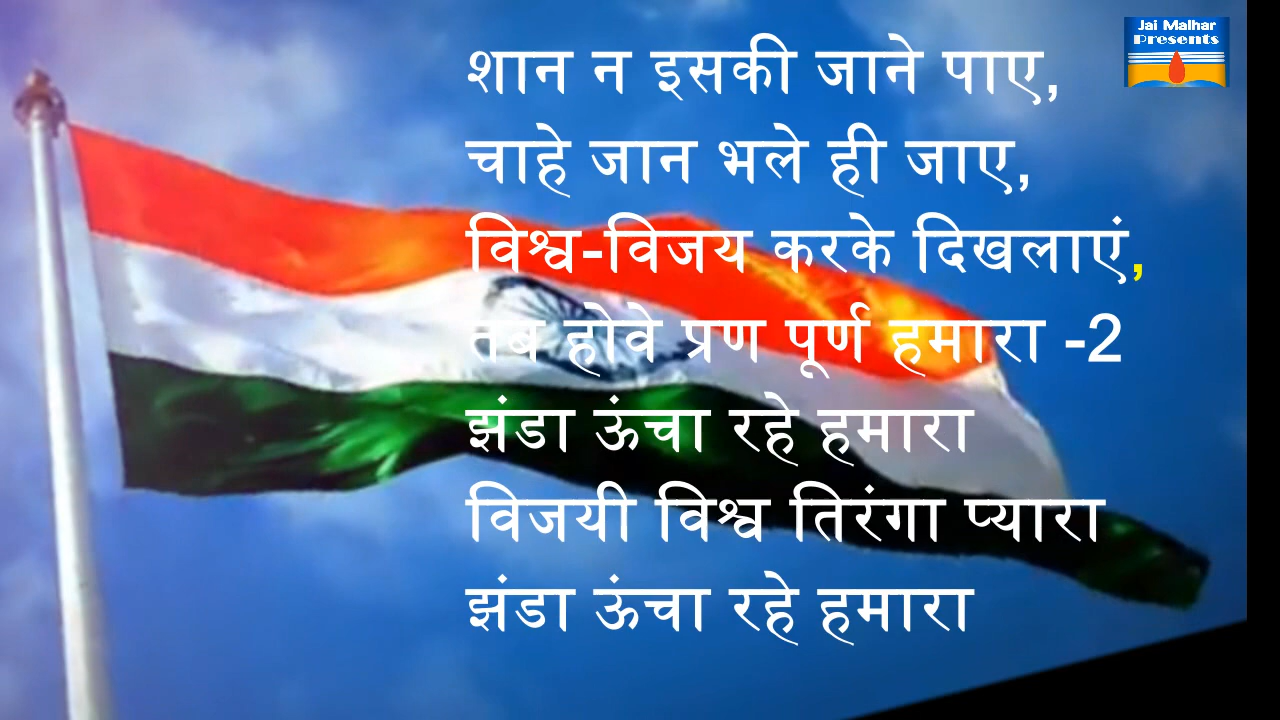 Jai Malhar
Presents
शान न इसकी जाने पाए,
चाहे जान भले ही जाए,
विश्व-विजय करके दिखलाएं,
तब होवे प्रण पूर्ण हमारा -2
झंडा ऊंचा रहे हमारा
विजयी विश्व तिरंगा प्यारा
झंडा ऊंचा रहे हमारा